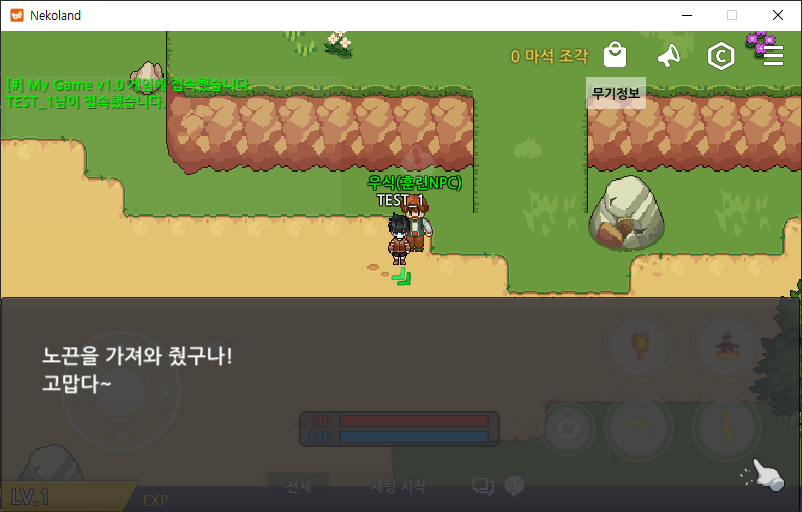 Nekoland
0 마석 조각
무기정보
[#] My Game v1.0 게임에 접속했습니다.
TEST_1님이 접속했습니다.
우식(훈련NPC)
TEST_1
노끈을 가져와 줬구나!
고맙다~
HP
MP
전체
채팅 시작
LV.1
EXP